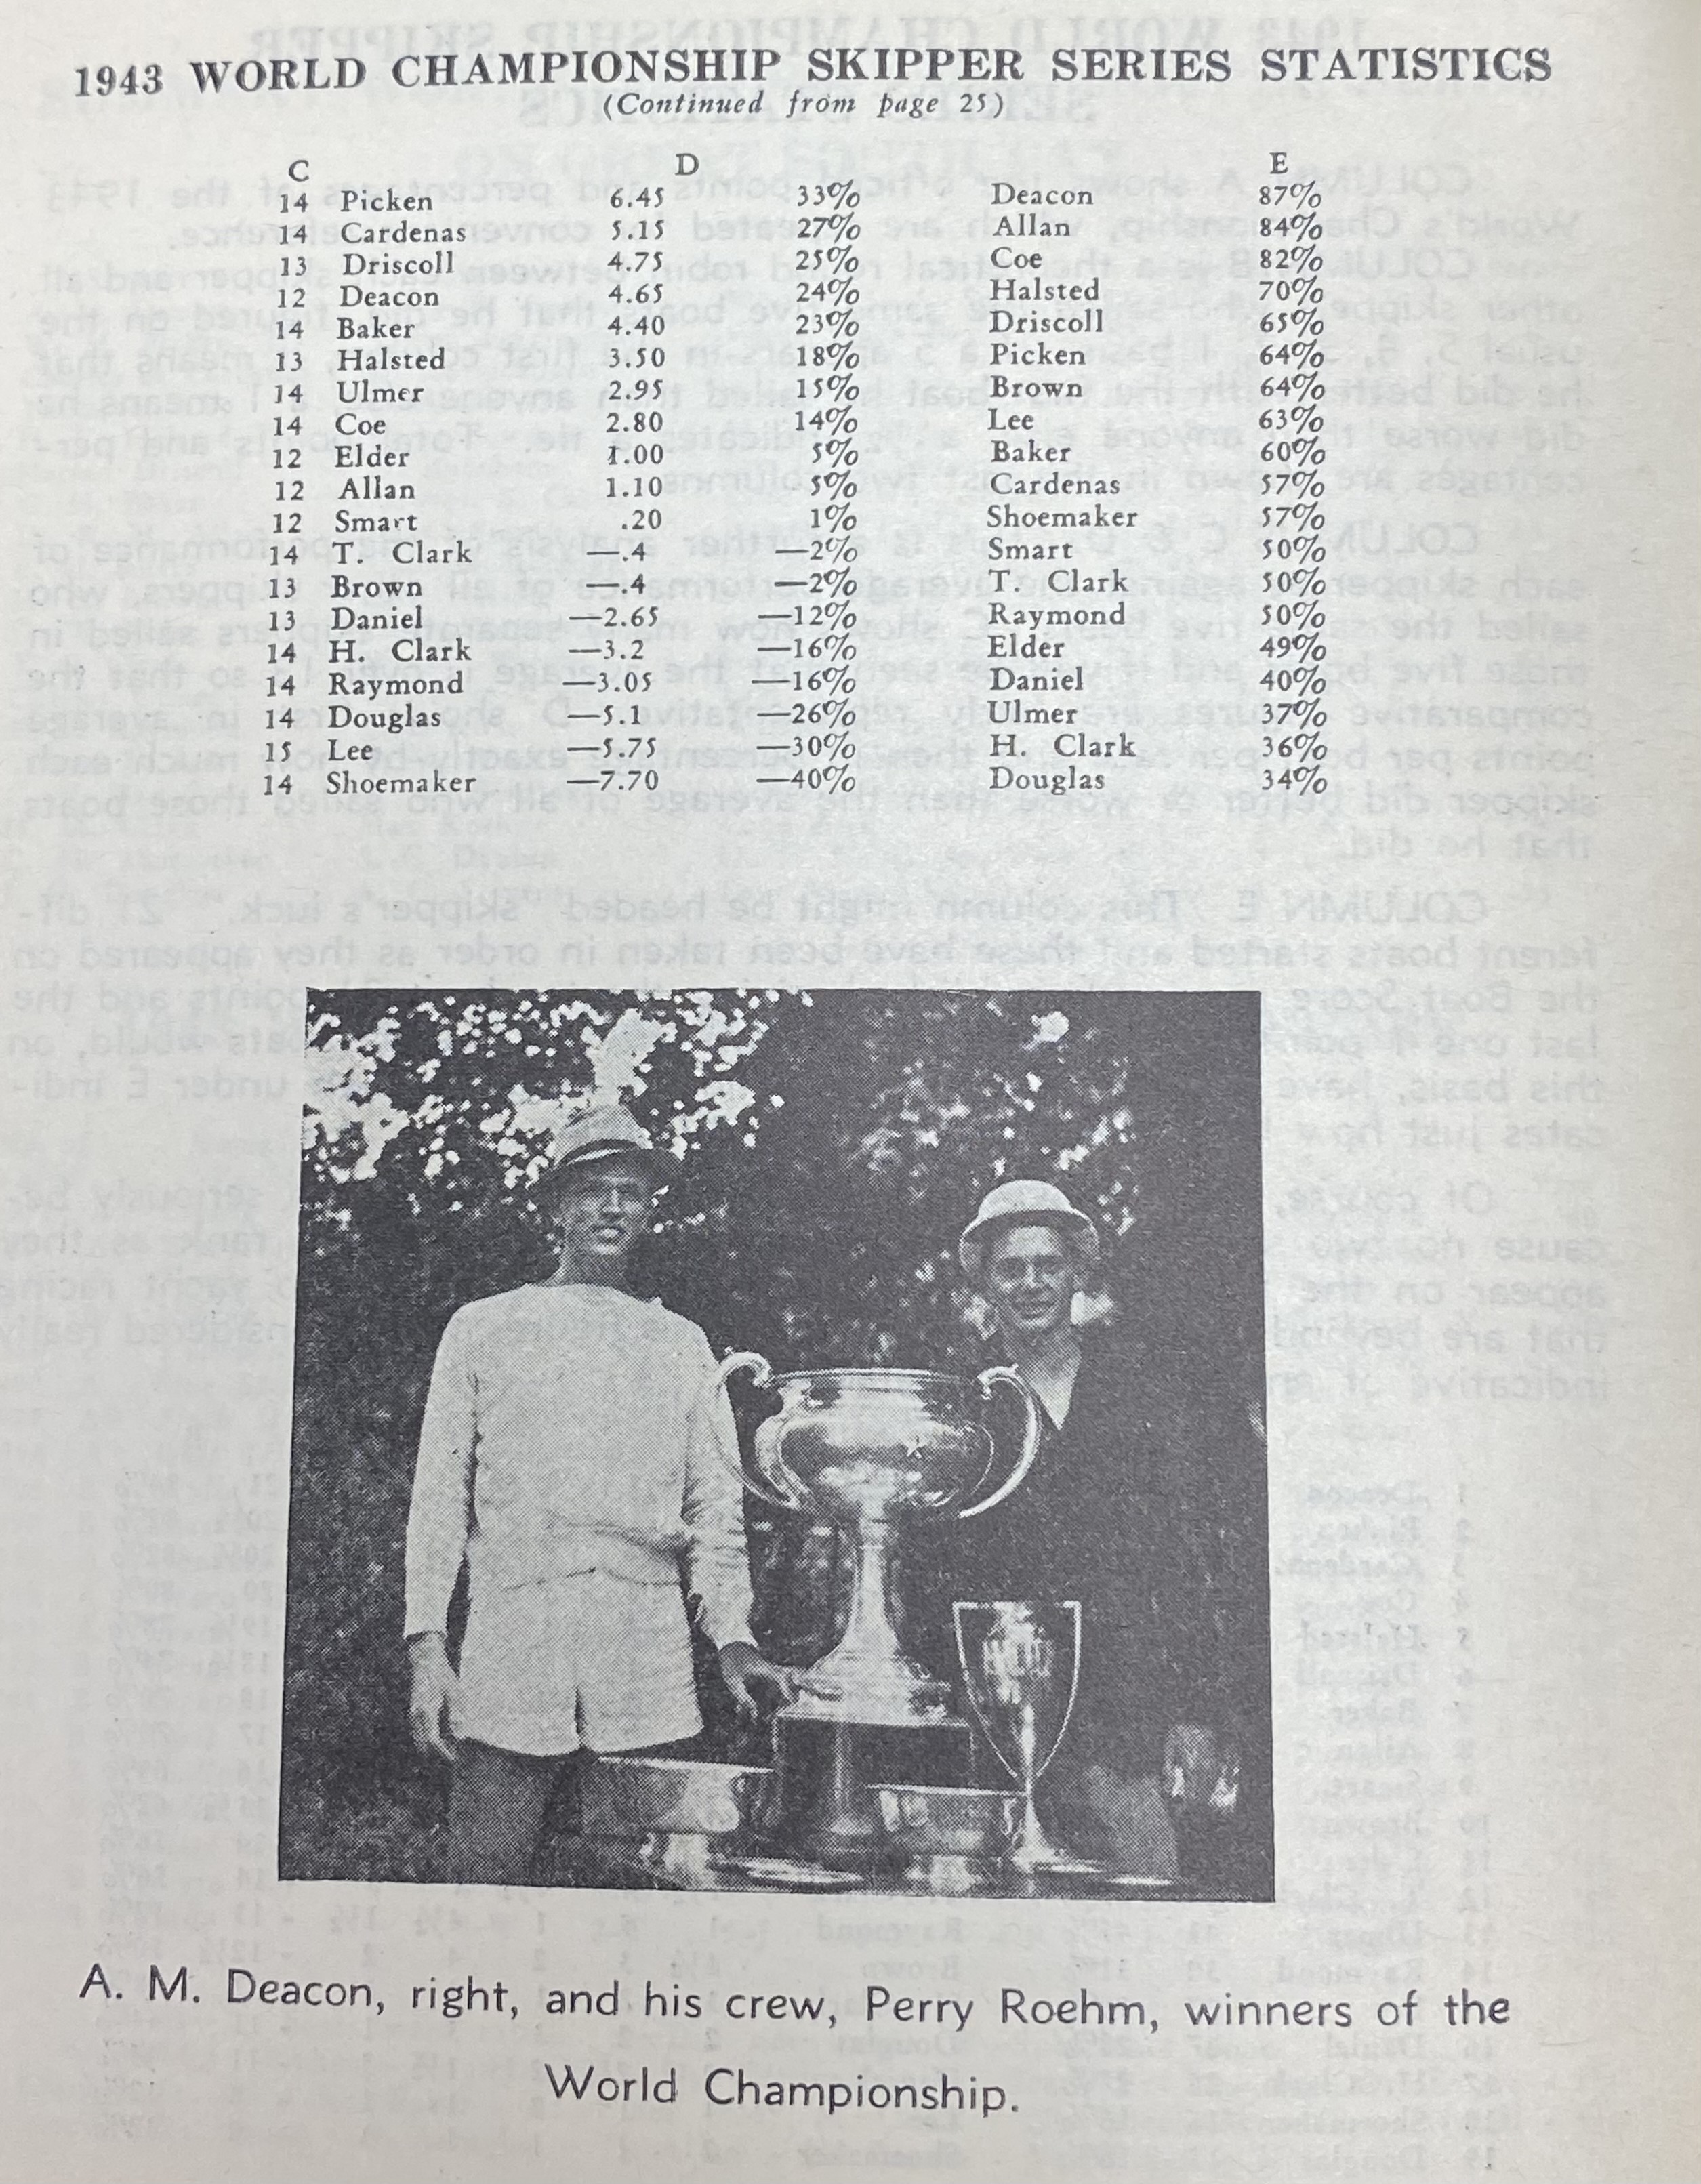 1943 WORLD CHAMPIONSHIP SKIPPER SERIES STATISTICS
(Continued from page 25)
C D E
14 Picken 6.45 33% Deacon 87%
14 Cardenas 5.15 27% Allan 84%
13 Driscoll 4.75 25% Coe 82%
12 Deacon 4.65 24% Halsted 70%
14 Baker 4.40 23% Driscoll 65%
13 Halsted 3.50 18% Picken 64%
14 Ulmer 2.95 15% Brown 64%
14 Coe 2.80 14% Lee 63%
12 Elder 1.00 5% Baker 60%
12 Allan 1.10 5% Cardenas 57%
12 Smart .20 1% Shoemaker 57%
14 T. Clark —.4 —2% Smart 50%
13 Brown —.4 —2% T. Clark 50%
13 Daniel —2.65 —12% Raymond 50%
14 H. Clark —3.2 —16% Elder 49%
14 Raymond —3.05 —16% Daniel 40%
14 Douglas —5.1 —26% Ulmer 37%
15 Lee —5.75 —30% H. Clark 36%
14 Shoemaker —7.70 —40% Douglas 34%
A. M. Deacon, right, and his crew, Perry Roehm, winners of the
World Championship.